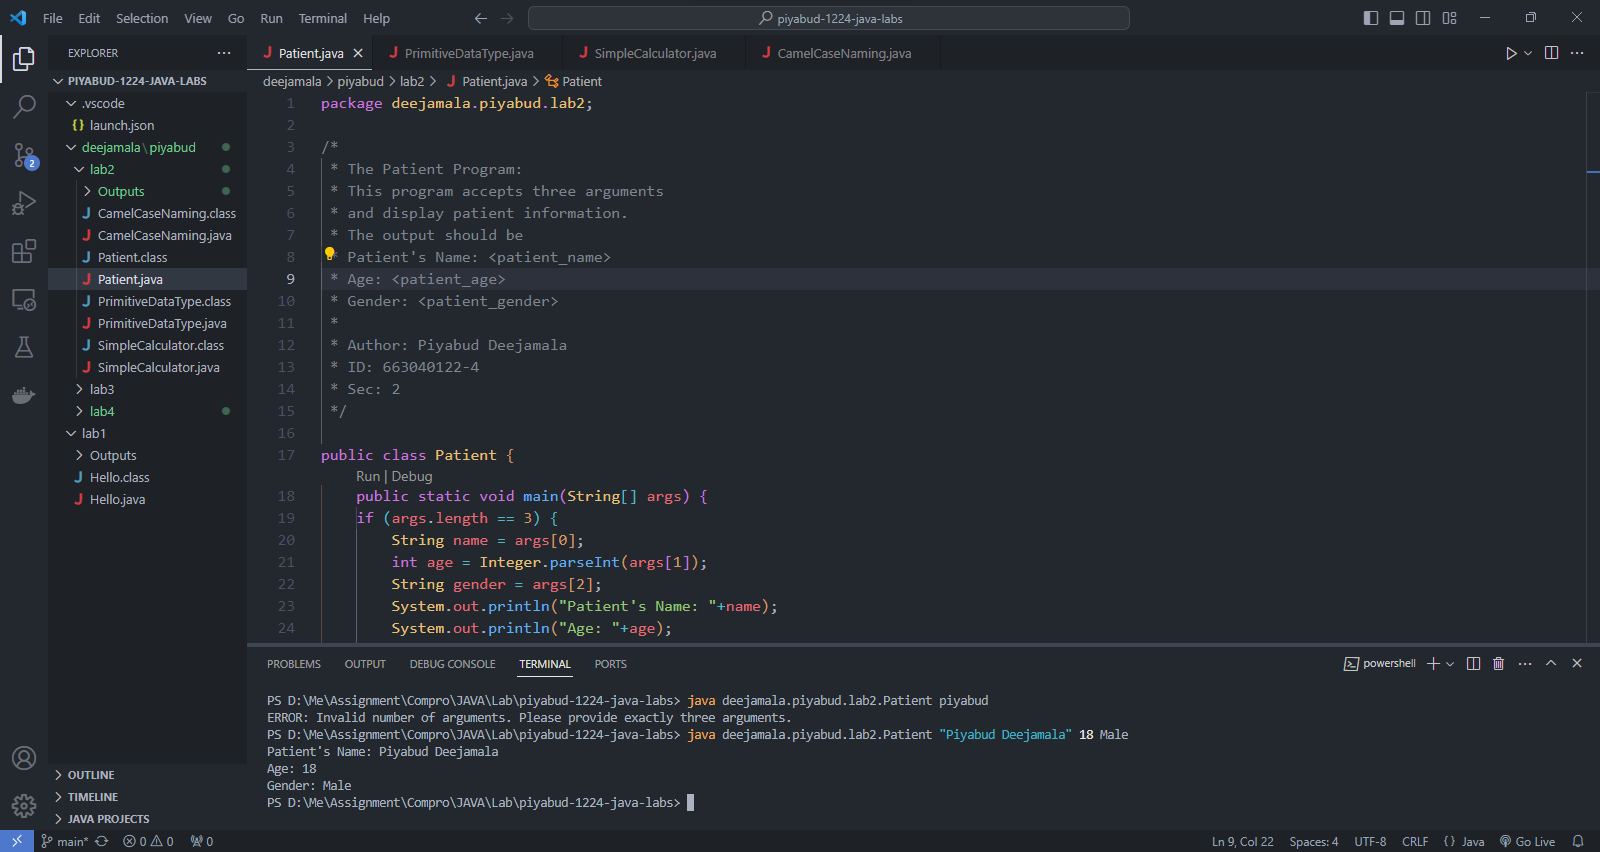 File Edit Selection View Go Run Terminal Help piyabud-1224-java-labs
EXPLORER
PIYABUD-1224-JAVA-LABS
.vscode
{} launch.json
deejamala\piyabud
lab2
Outputs
J CamelCaseNaming.class
J CamelCaseNaming.java
J Patient.class
J Patient.java
J PrimitiveDataType.class
J PrimitiveDataType.java
J SimpleCalculator.class
J SimpleCalculator.java
lab3
lab4
lab1
Outputs
J Hello.class
J Hello.java
OUTLINE
TIMELINE
JAVA PROJECTS
2
J Patient.java J PrimitiveDataType.java J SimpleCalculator.java J CamelCaseNaming.java
deejamala > piyabud > lab2 > J Patient.java > Patient
1 package deejamala.piyabud.lab2;
2
3 /*
4 * The Patient Program:
5 * This program accepts three arguments
6 * and display patient information.
7 * The output should be
8 * Patient's Name: <patient_name>
9 * Age: <patient_age>
10 * Gender: <patient_gender>
11 *
12 * Author: Piyabud Deejamala
13 * ID: 663040122-4
14 * Sec: 2
15 */
16
17 public class Patient {
Run | Debug
18 public static void main(String[] args) {
19 if (args.length == 3) {
20 String name = args[0];
21 int age = Integer.parseInt(args[1]);
22 String gender = args[2];
23 System.out.println("Patient's Name: "+name);
24 System.out.println("Age: "+age);
PROBLEMS OUTPUT DEBUG CONSOLE TERMINAL PORTS powershell
PS D:\Me\Assignment\Compro\JAVA\Lab\piyabud-1224-java-labs> java deejamala.piyabud.lab2.Patient piyabud
ERROR: Invalid number of arguments. Please provide exactly three arguments.
PS D:\Me\Assignment\Compro\JAVA\Lab\piyabud-1224-java-labs> java deejamala.piyabud.lab2.Patient "Piyabud Deejamala" 18 Male
Patient's Name: Piyabud Deejamala
Age: 18
Gender: Male
PS D:\Me\Assignment\Compro\JAVA\Lab\piyabud-1224-java-labs>
main* 0 0 0 Ln 9, Col 22 Spaces: 4 UTF-8 CRLF {} Java Go Live